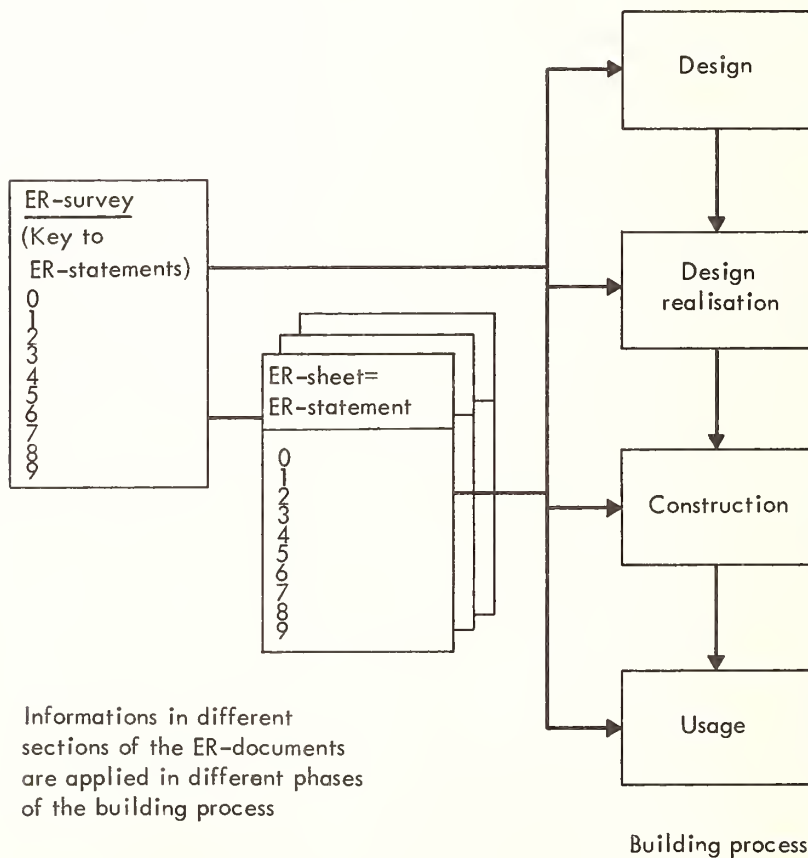 Design
ER-survey
(Key to
ER-statements)
0
1
2
3
4
5
6
7
8
9
Design
realisation
ER-sheet=
ER-statement
0
1
2
3
4
5
6
7
8
9
Construction
Usage
Informations in different
sections of the ER-documents
are applied in different phases
of the building process
Building process